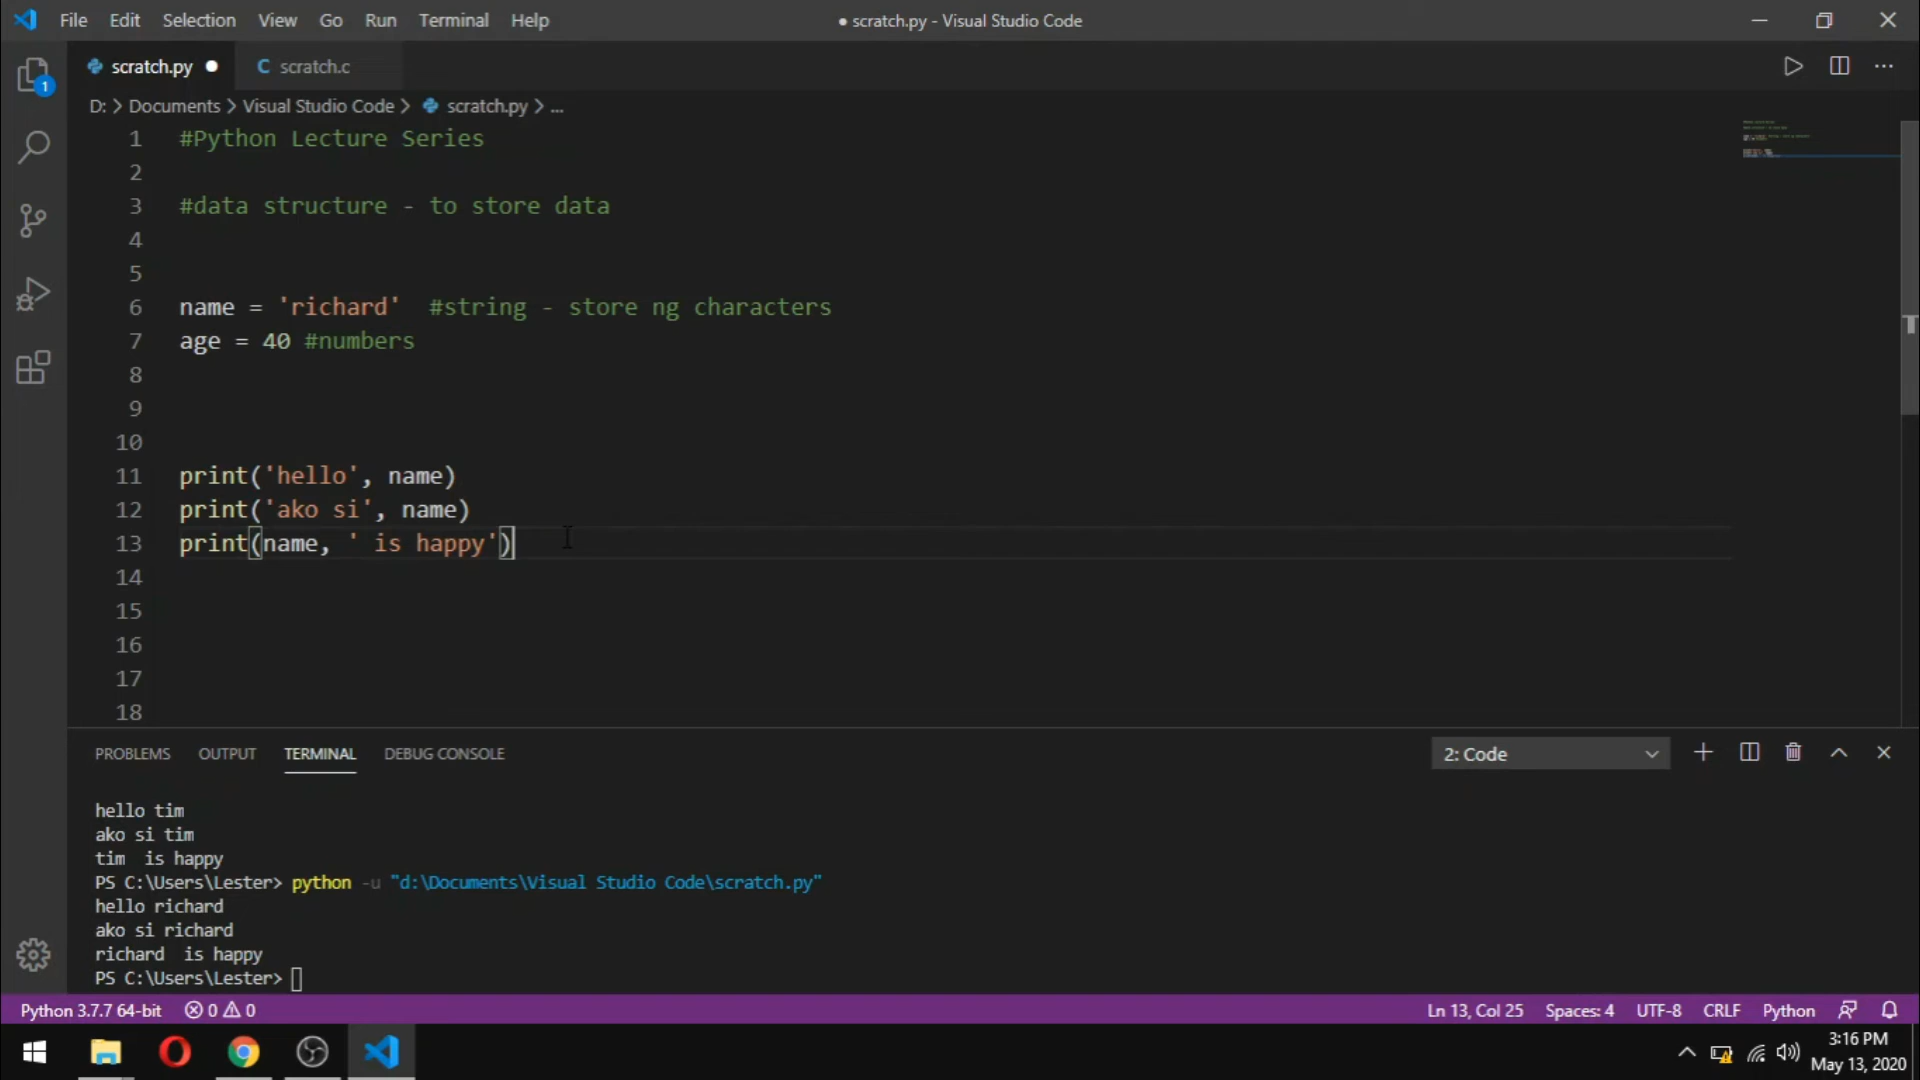 File Edit Selection View Go Run Terminal Help
● scratch.py - Visual Studio Code
scratch.py ●
C scratch.c
1
D: > Documents > Visual Studio Code > scratch.py > ...
1 #Python Lecture Series
2
3 #data structure - to store data
4
5
6 name = 'richard'  #string - store ng characters
7 age = 40 #numbers
8
9
10
11 print('hello', name)
12 print('ako si', name)
13 print(name, ' is happy')
14
15
16
17
18
PROBLEMS OUTPUT TERMINAL DEBUG CONSOLE
2: Code
hello tim
ako si tim
tim  is happy
PS C:\Users\Lester> python -u "d:\Documents\Visual Studio Code\scratch.py"
hello richard
ako si richard
richard  is happy
PS C:\Users\Lester>
Python 3.7.7 64-bit 0 0
Ln 13, Col 25 Spaces: 4 UTF-8 CRLF Python
3:16 PM
May 13, 2020